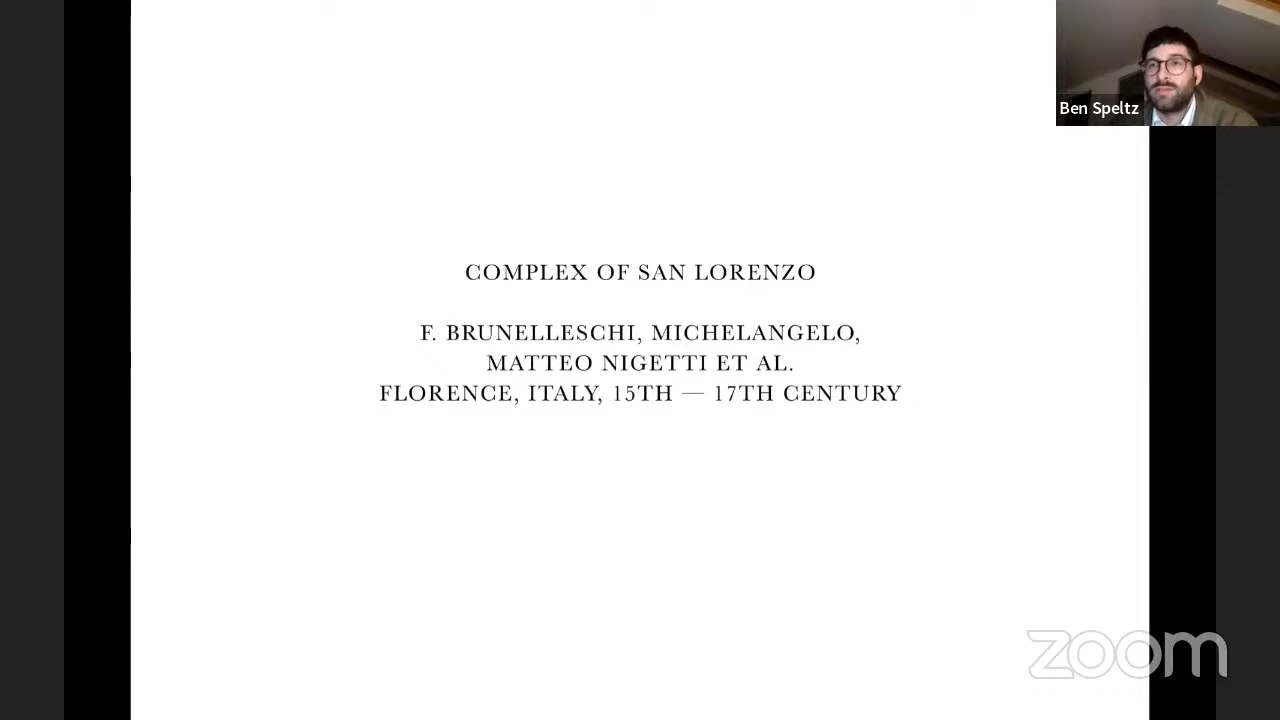 Ben Speltz
COMPLEX OF SAN LORENZO
F. BRUNELLESCHI, MICHELANGELO,
MATTEO NIGETTI ET AL.
FLORENCE, ITALY, 15TH — 17TH CENTURY
zoom